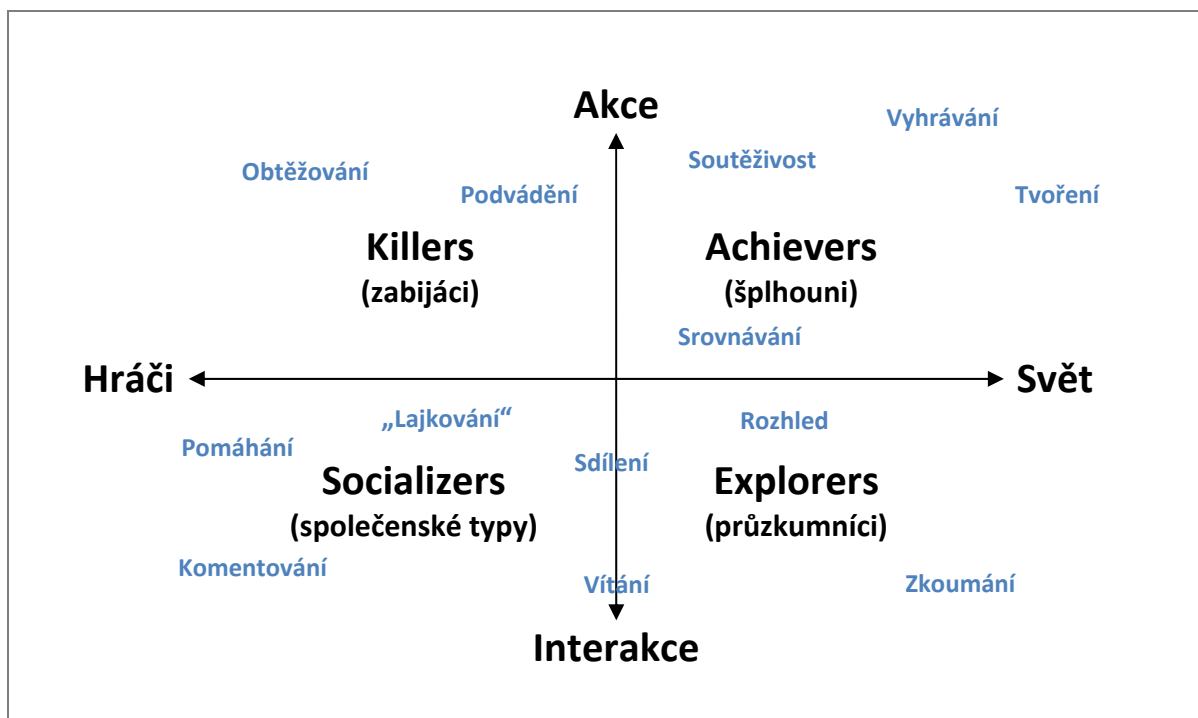 Akce
Vyhrávání
Soutěživost
Obtěžování
Podvádění
Tvoření
Killers
(zabijáci)
Achievers
(šplhouni)
Srovnávání
Hráči
Svět
„Lajkování“
Rozhled
Pomáhání
Sdílení
Socializers
(společenské typy)
Explorers
(průzkumníci)
Komentování
Vítání
Zkoumání
Interakce